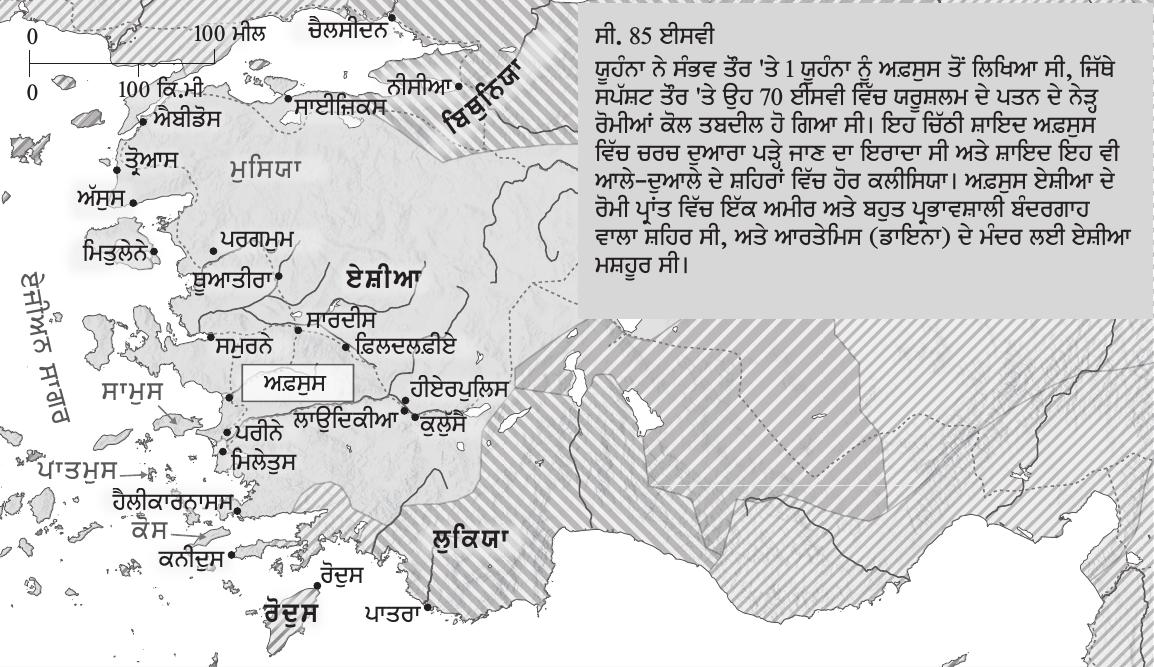 0 100 ਮੀਲ
0 100 ਕਿ.ਮੀ
ਚੈਲਸੀਦਨ
ਨੀਸੀਆ
ਬਿਥੁਨਿਯਾ
ਸਾਈਜ਼ਿਕਸ
ਐਬੀਡੋਸ
ਤ੍ਰੋਆਸ
ਮੁਸਿਯਾ
ਅੱਸੁਸ
ਮਿਤੁਲੇਨੇ
ਪਰਗਮੁਮ
ਥੂਆਤੀਰਾ
ਏਸ਼ੀਆ
ਏਜੀਅਨ ਸਾਗਰ
ਸਾਰਦੀਸ
ਸਮੁਰਨੇ
ਫ਼ਿਲਦਲਫ਼ੀਏ
ਅਫ਼ਸੁਸ
ਹੀਏਰਪੁਲਿਸ
ਸਾਮੁਸ
ਲਾਉਦਿਕੀਆ
ਕੁਲੁੱਸੈ
ਪਰੀਨੇ
ਮਿਲੇਤੁਸ
ਪਾਤਮੁਸ
ਹੈਲੀਕਾਰਨਾਸਸ
ਕੋਸ
ਕਨੀਦੁਸ
ਲੁਕਿਯਾ
ਰੋਦੁਸ
ਰੋਦੁਸ
ਪਾਤਰਾ
ਸੀ. 85 ਈਸਵੀ
ਯੂਹੰਨਾ ਨੇ ਸੰਭਵ ਤੌਰ 'ਤੇ 1 ਯੂਹੰਨਾ ਨੂੰ ਅਫ਼ਸੁਸ ਤੋਂ ਲਿਖਿਆ ਸੀ, ਜਿੱਥੇ
ਸਪੱਸ਼ਟ ਤੌਰ 'ਤੇ ਉਹ 70 ਈਸਵੀ ਵਿੱਚ ਯਰੂਸ਼ਲਮ ਦੇ ਪਤਨ ਦੇ ਨੇੜ੍ਹ
ਰੋਮੀਆਂ ਕੋਲ ਤਬਦੀਲ ਹੋ ਗਿਆ ਸੀ। ਇਹ ਚਿੱਠੀ ਸ਼ਾਇਦ ਅਫ਼ਸੁਸ
ਵਿੱਚ ਚਰਚ ਦੁਆਰਾ ਪੜ੍ਹੇ ਜਾਣ ਦਾ ਇਰਾਦਾ ਸੀ ਅਤੇ ਸ਼ਾਇਦ ਇਹ ਵੀ
ਆਲੇ-ਦੁਆਲੇ ਦੇ ਸ਼ਹਿਰਾਂ ਵਿੱਚ ਹੋਰ ਕਲੀਸਿਯਾ। ਅਫ਼ਸੁਸ ਏਸ਼ੀਆ ਦੇ
ਰੋਮੀ ਪ੍ਰਾਂਤ ਵਿੱਚ ਇੱਕ ਅਮੀਰ ਅਤੇ ਬਹੁਤ ਪ੍ਰਭਾਵਸ਼ਾਲੀ ਬੰਦਰਗਾਹ
ਵਾਲਾ ਸ਼ਹਿਰ ਸੀ, ਅਤੇ ਆਰਤੇਮਿਸ (ਡਾਇਨਾ) ਦੇ ਮੰਦਰ ਲਈ ਏਸ਼ੀਆ
ਮਸ਼ਹੂਰ ਸੀ।